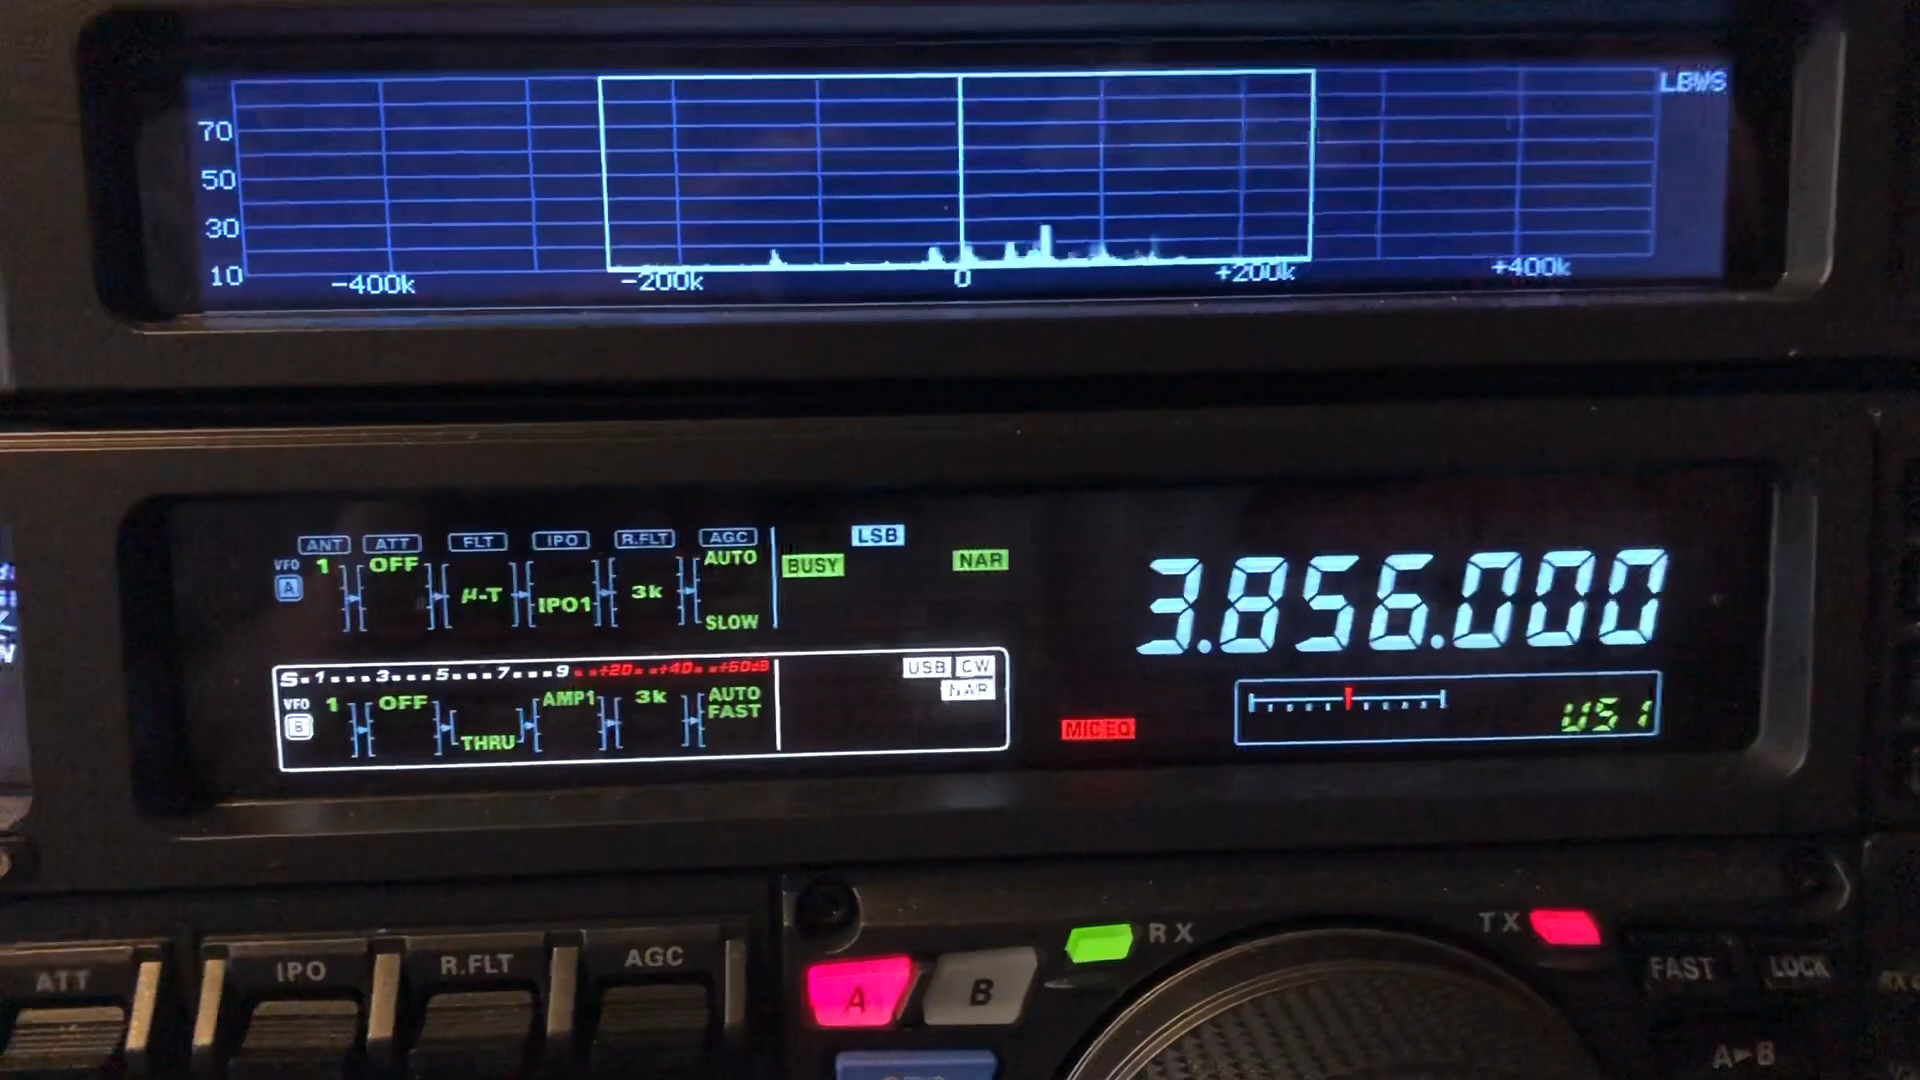 LBWS
70
50
30
10
-400k -200k 0 +200k +400k
ANT ATT FLT IPO R.FLT AGC
LSB
VFO A 1 OFF μ-T IPO1 3k AUTO SLOW
BUSY NAR
3.856.000
S 1 3 5 7 9 +20 +40 +60dB
USB CW
NAR
VFO B 1 OFF THRU AMP1 3k AUTO FAST
MIC EQ
US1
ATT IPO R.FLT AGC
A B
RX
TX
FAST LOCK
A►B